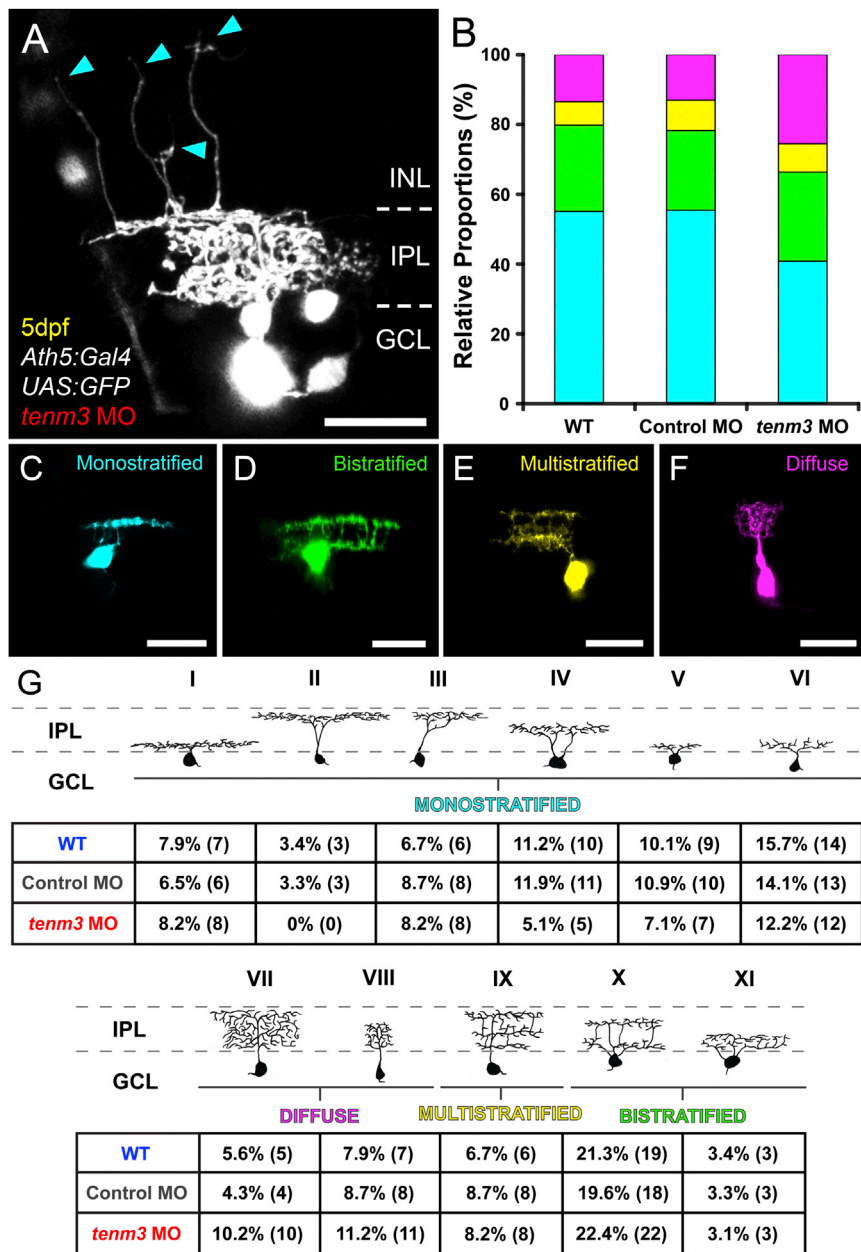 A
INL
IPL
GCL
5dpf
Ath5:Gal4
UAS:GFP
tenm3 MO
B
Relative Proportions (%)
100
80
60
40
20
0
WT Control MO tenm3 MO
C Monostratified
D Bistratified
E Multistratified
F Diffuse
G
I II III IV V VI
IPL
GCL
MONOSTRATIFIED
WT 7.9% (7) 3.4% (3) 6.7% (6) 11.2% (10) 10.1% (9) 15.7% (14)
Control MO 6.5% (6) 3.3% (3) 8.7% (8) 11.9% (11) 10.9% (10) 14.1% (13)
tenm3 MO 8.2% (8) 0% (0) 8.2% (8) 5.1% (5) 7.1% (7) 12.2% (12)
VII VIII IX X XI
IPL
GCL
DIFFUSE MULTISTRATIFIED BISTRATIFIED
WT 5.6% (5) 7.9% (7) 6.7% (6) 21.3% (19) 3.4% (3)
Control MO 4.3% (4) 8.7% (8) 8.7% (8) 19.6% (18) 3.3% (3)
tenm3 MO 10.2% (10) 11.2% (11) 8.2% (8) 22.4% (22) 3.1% (3)